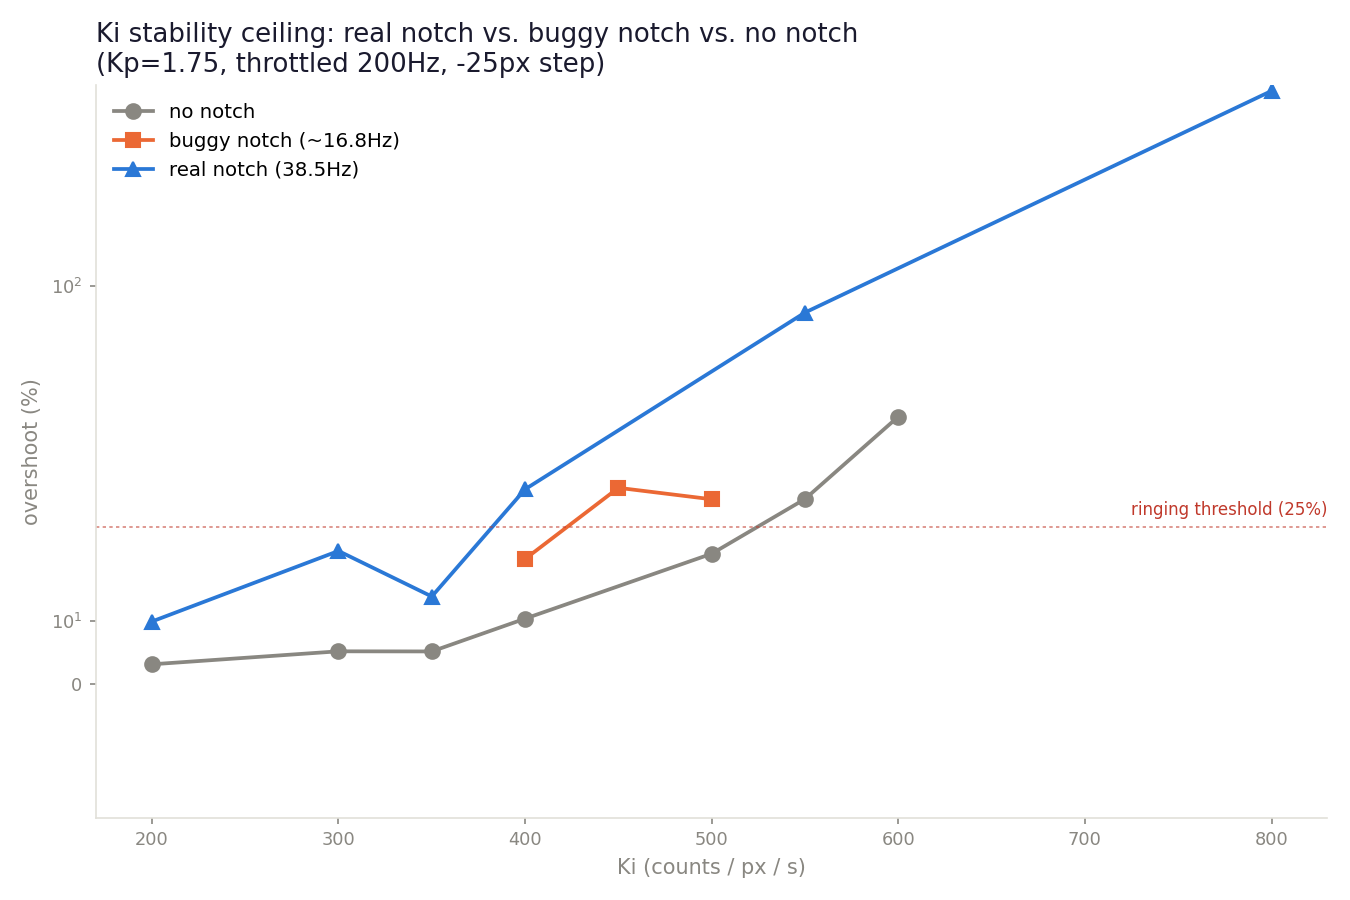 Ki stability ceiling: real notch vs. buggy notch vs. no notch
(Kp=1.75, throttled 200Hz, -25px step)
no notch
buggy notch (~16.8Hz)
real notch (38.5Hz)
10²
10¹
0
overshoot (%)
ringing threshold (25%)
200 300 400 500 600 700 800
Ki (counts / px / s)